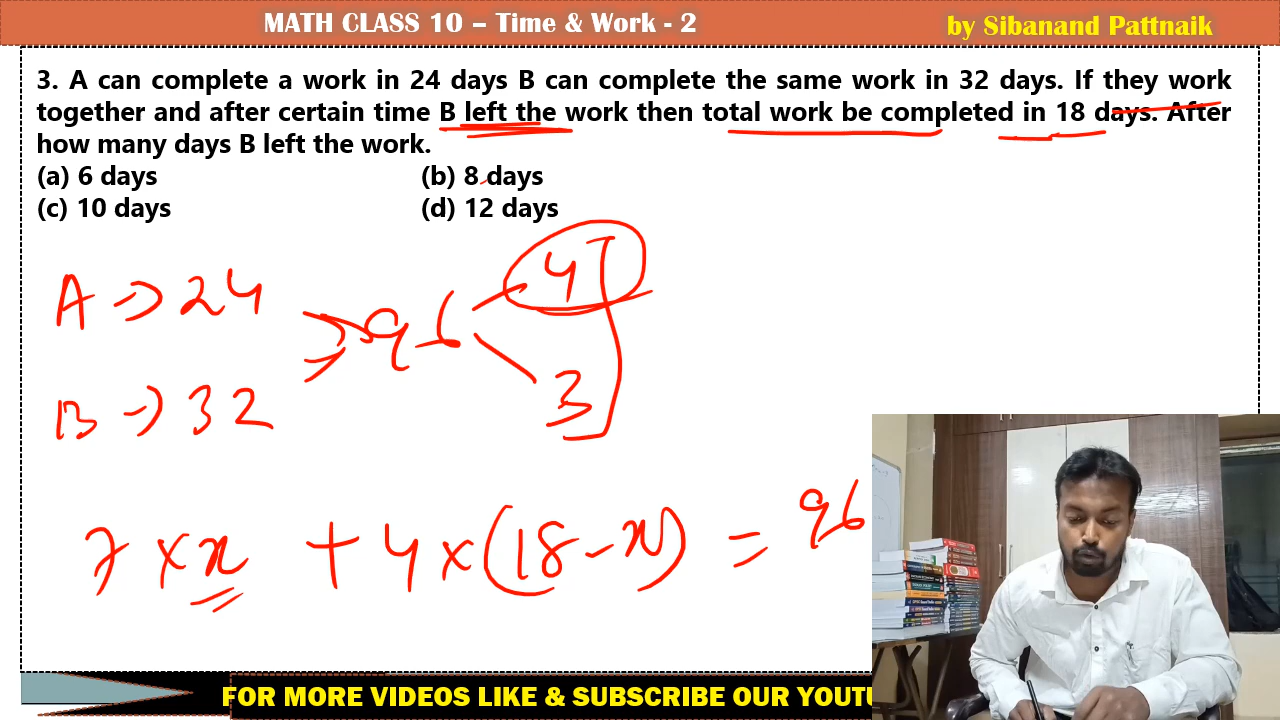 MATH CLASS 10 – Time & Work - 2
by Sibanand Pattnaik
3. A can complete a work in 24 days B can complete the same work in 32 days. If they work
together and after certain time B left the work then total work be completed in 18 days. After
how many days B left the work.
(a) 6 days (b) 8 days
(c) 10 days (d) 12 days
A → 24
B → 32
96
4
3
7 × x + 4 × (18 - x) = 96
FOR MORE VIDEOS LIKE & SUBSCRIBE OUR YOUTU